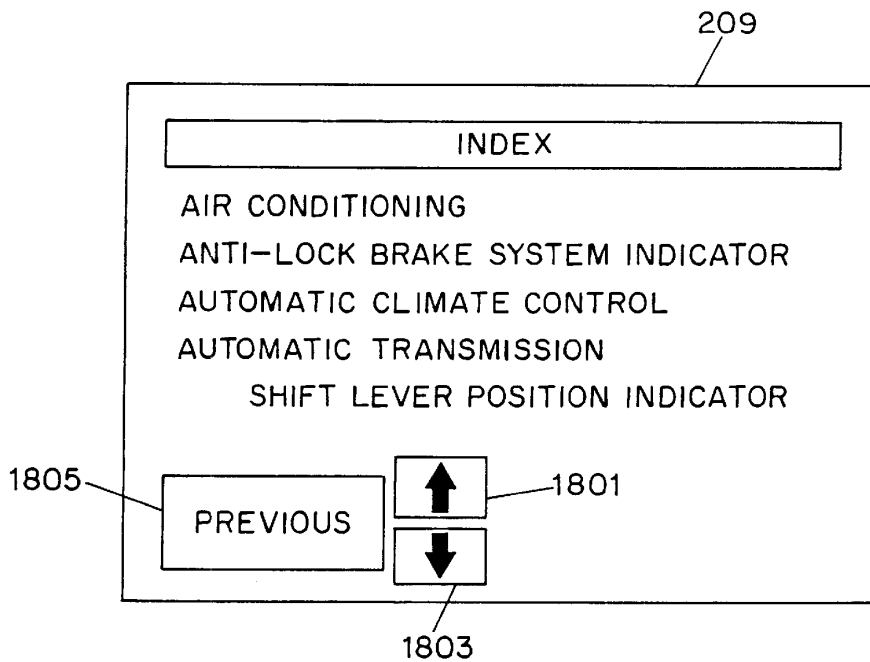 209
INDEX
AIR CONDITIONING
ANTI-LOCK BRAKE SYSTEM INDICATOR
AUTOMATIC CLIMATE CONTROL
AUTOMATIC TRANSMISSION
SHIFT LEVER POSITION INDICATOR
1805
PREVIOUS
1801
1803